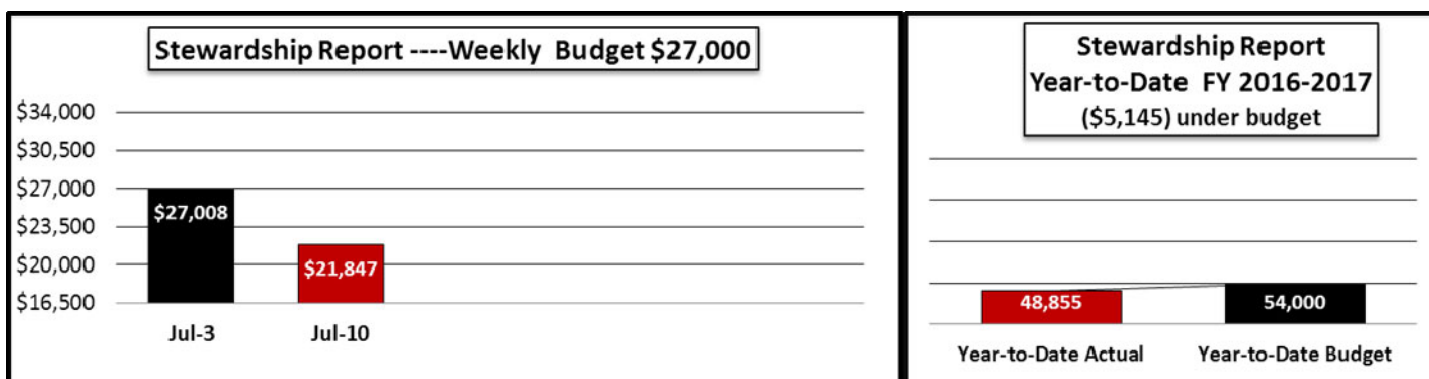 Stewardship Report ----Weekly Budget $27,000
$34,000
$30,500
$27,000
$23,500
$20,000
$16,500
$27,008
$21,847
Jul-3
Jul-10
Stewardship Report
Year-to-Date FY 2016-2017
($5,145) under budget
48,855
54,000
Year-to-Date Actual
Year-to-Date Budget